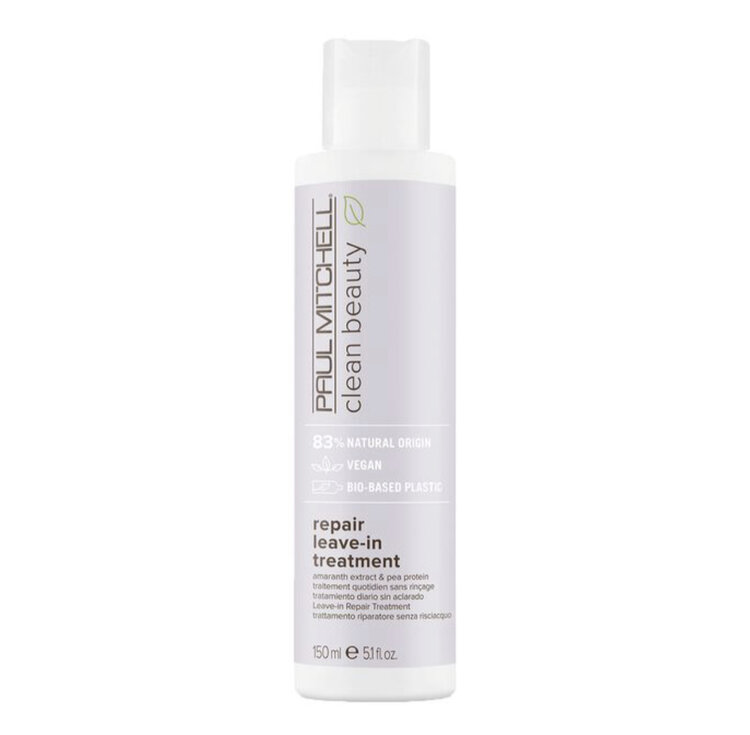 PAUL MITCHELL®
clean beauty
83% NATURAL ORIGIN
VEGAN
BIO-BASED PLASTIC
repair
leave-in
treatment
amaranth extract & pea protein
traitement quotidien sans rinçage
tratamiento diario sin aclarado
Leave-in Repair Treatment
trattamento riparatore senza risciacquo
150 ml e 5.1 fl. oz.